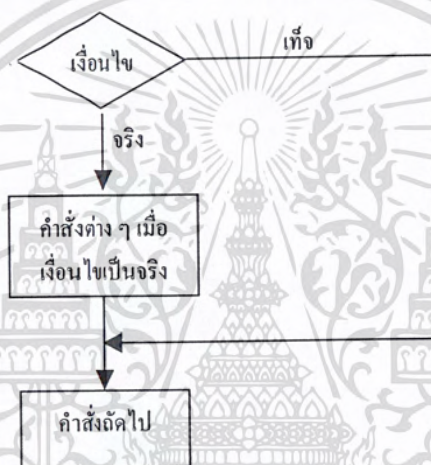 เงื่อนไข
เท็จ
จริง
คำสั่งต่าง ๆ เมื่อ
เงื่อนไขเป็นจริง
คำสั่งถัดไป